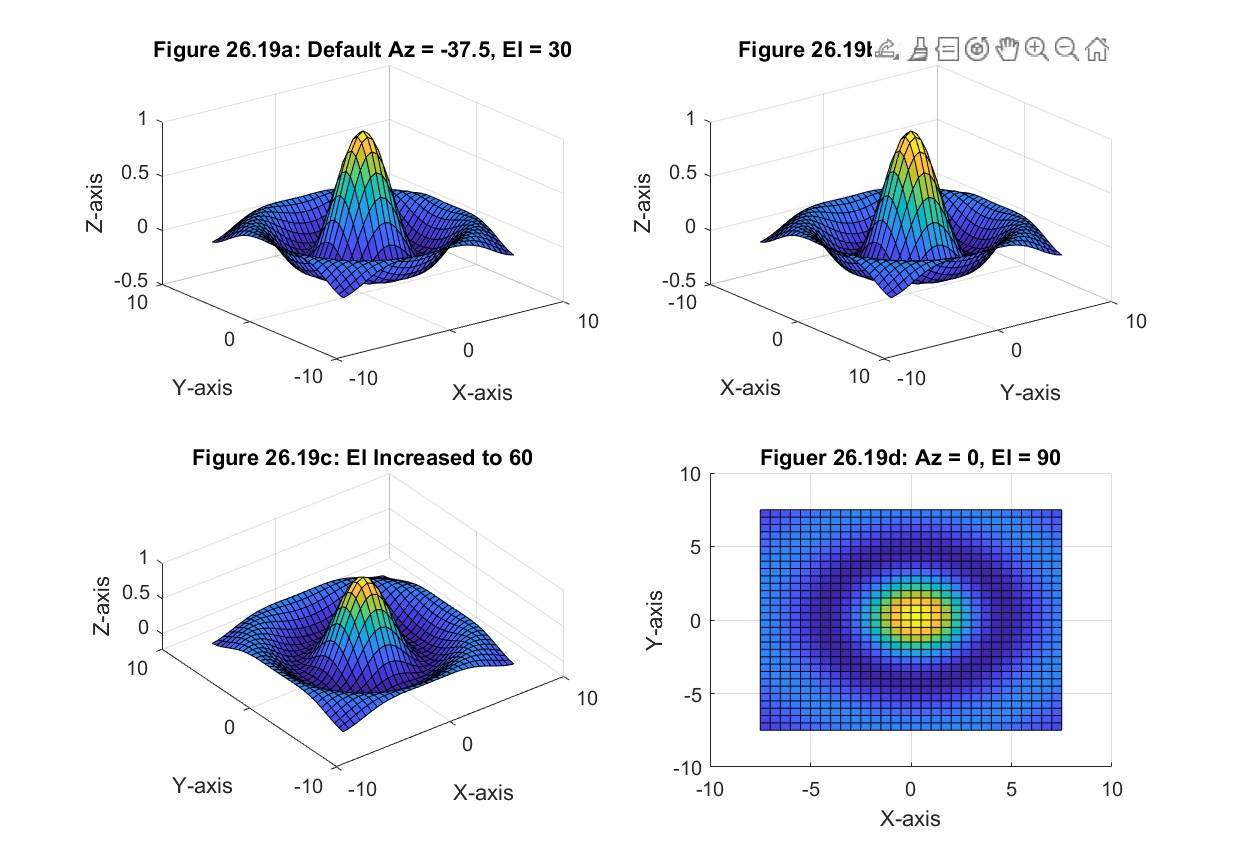 Figure 26.19a: Default Az = -37.5, El = 30
1
0.5
0
-0.5
Z-axis
10
0
-10
Y-axis
-10
0
10
X-axis
Figure 26.19
1
0.5
0
-0.5
Z-axis
-10
0
10
X-axis
-10
0
10
Y-axis
Figure 26.19c: El Increased to 60
1
0.5
0
Z-axis
10
0
-10
Y-axis
-10
0
10
X-axis
Figuer 26.19d: Az = 0, El = 90
10
5
0
-5
-10
Y-axis
-10
-5
0
5
10
X-axis